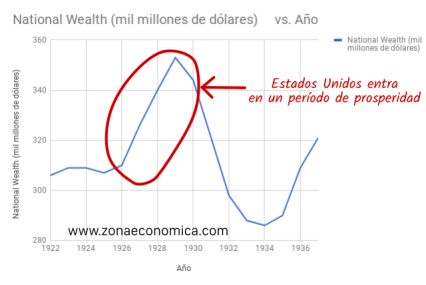 National Wealth (mil millones de dólares) vs. Año
National Wealth (mil
millones de dólares)
Estados Unidos entra
en un período de prosperidad
National Wealth (mil millones de dólares)
360
340
320
300
280
www.zonaeconomica.com
1922 1924 1926 1928 1930 1932 1934 1936
Año